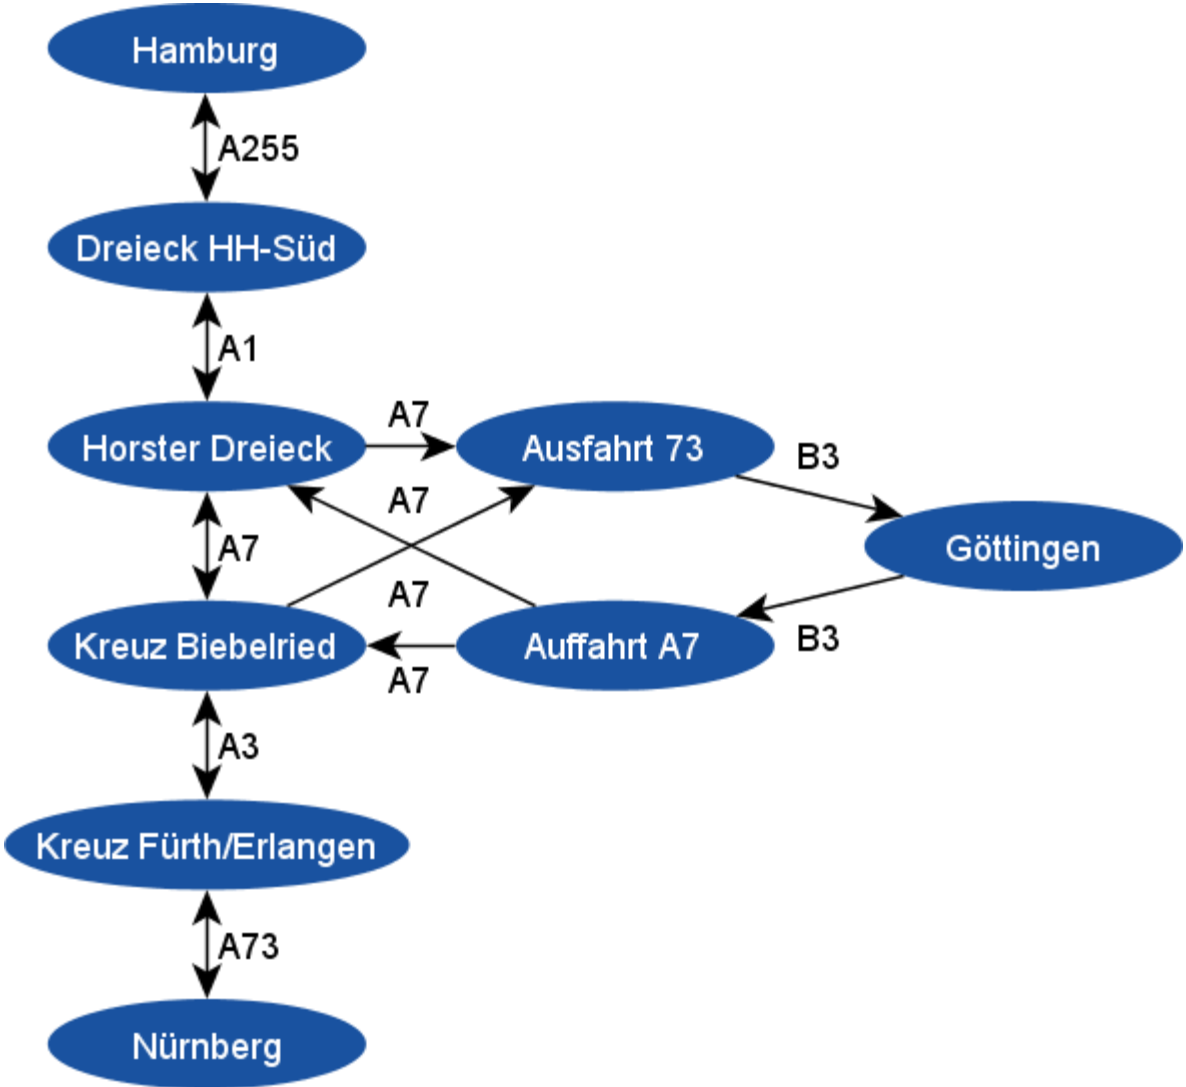 Hamburg
A255
Dreieck HH-Süd
A1
Horster Dreieck
A7
Ausfahrt 73
B3
A7
A7
Göttingen
A7
Kreuz Biebelried
A7
Auffahrt A7
B3
A3
Kreuz Fürth/Erlangen
A73
Nürnberg